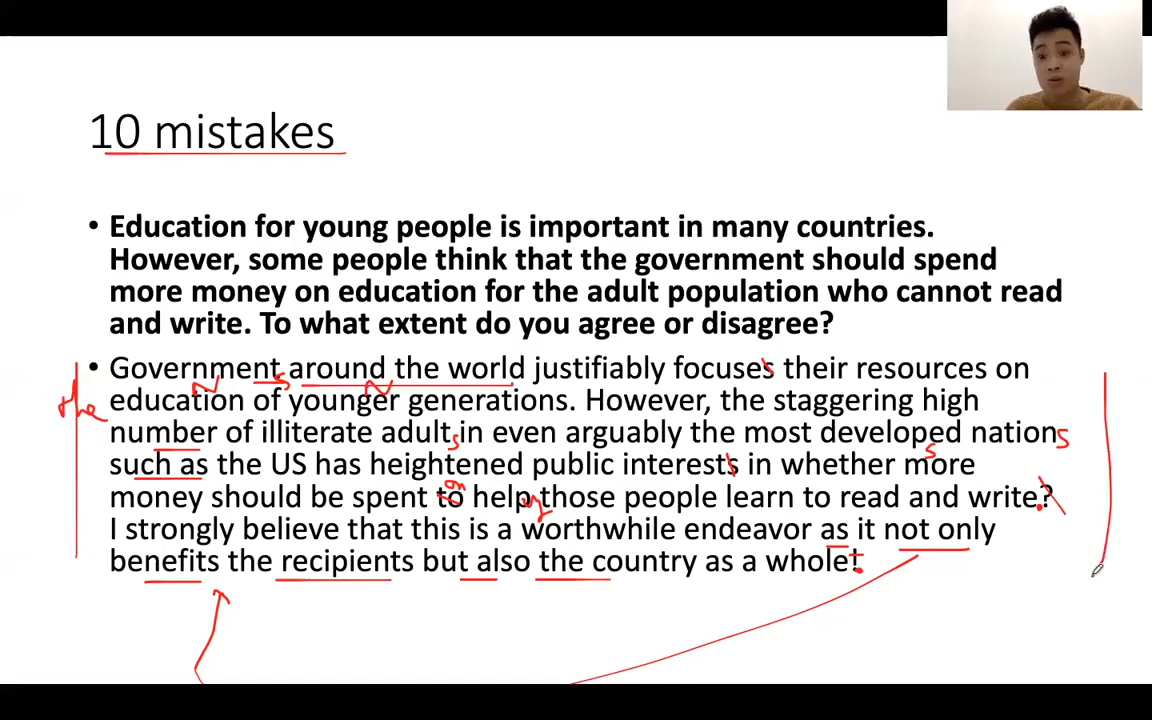 10 mistakes
• Education for young people is important in many countries.
However, some people think that the government should spend
more money on education for the adult population who cannot read
and write. To what extent do you agree or disagree?
• Government around the world justifiably focuses their resources on
s
N
N
the
education of younger generations. However, the staggering high
number of illiterate adult in even arguably the most developed nation
s
s
such as the US has heightened public interests in whether more
s
money should be spent to help those people learn to read and write?
I strongly believe that this is a worthwhile endeavor as it not only
benefits the recipients but also the country as a whole!